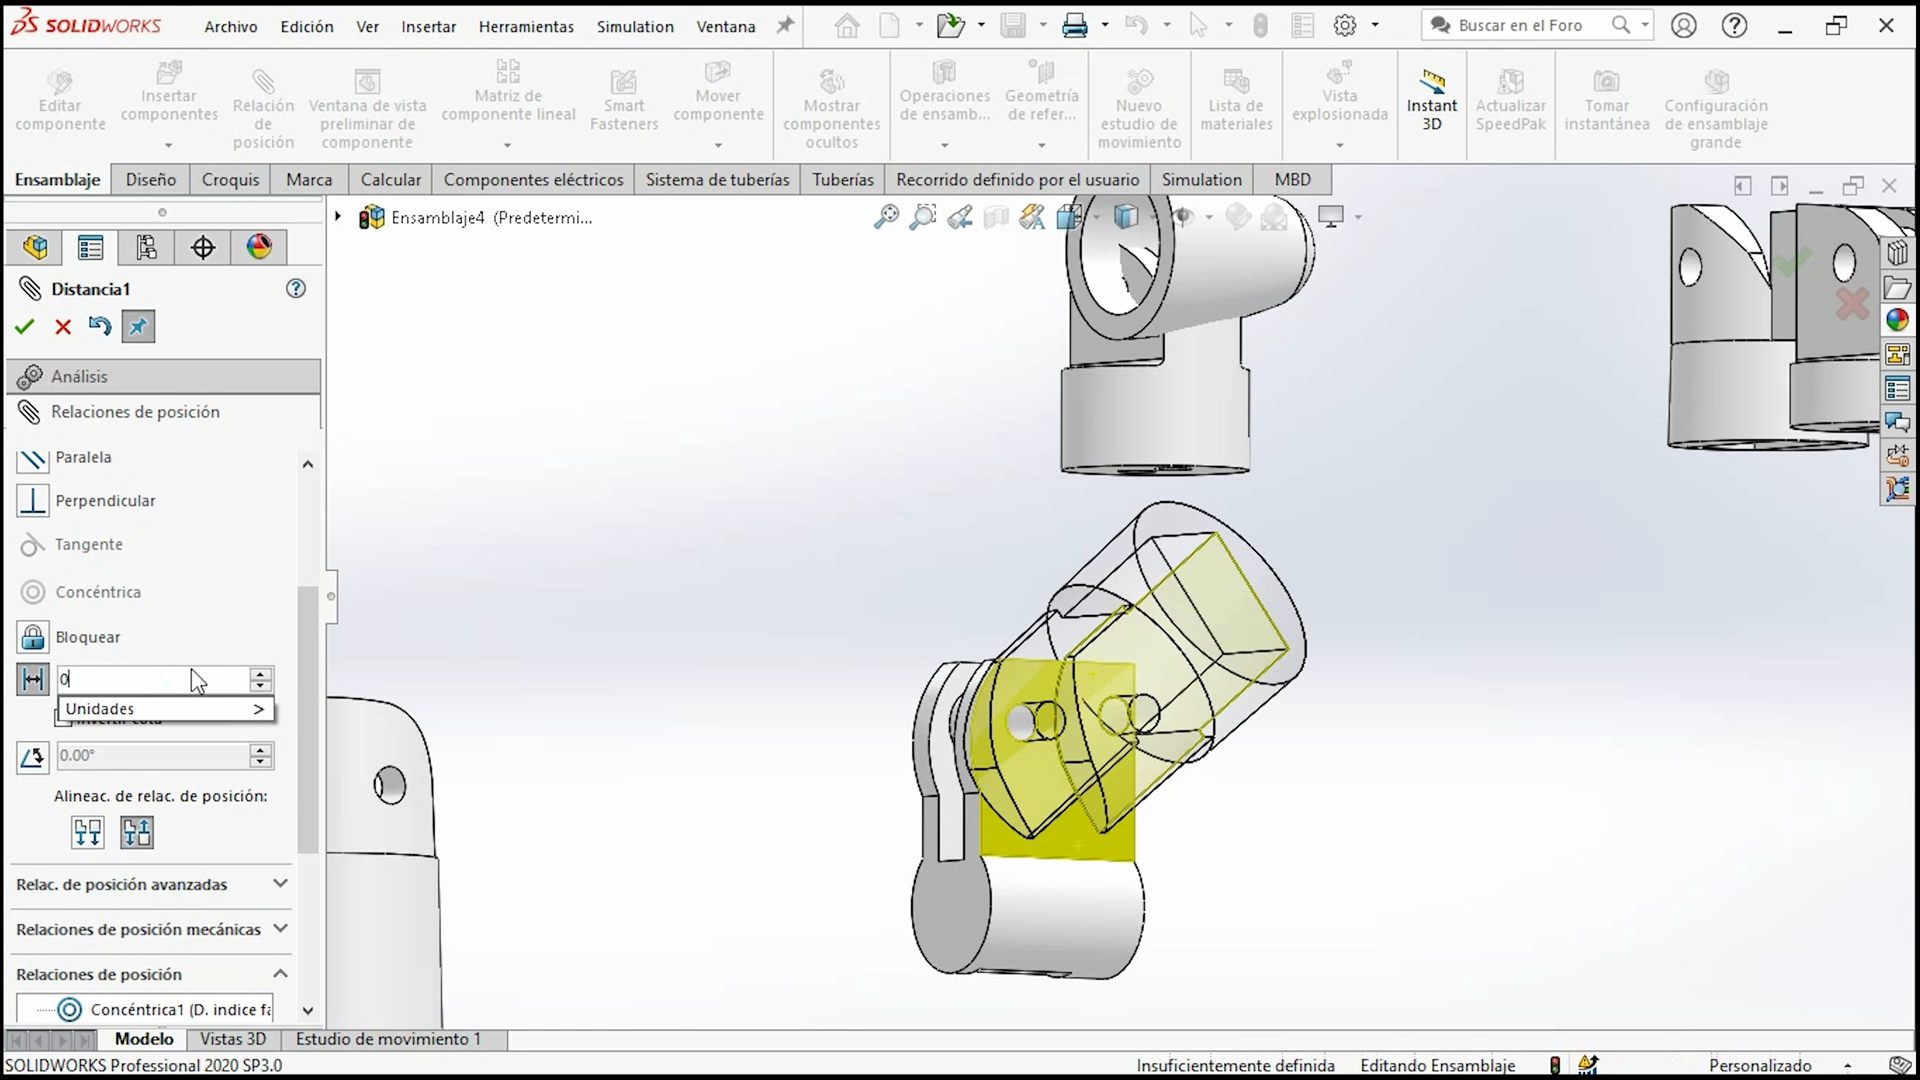 SOLIDWORKS
Archivo Edición Ver Insertar Herramientas Simulation Ventana
Buscar en el Foro
Editar componente
Insertar componentes
Relación de posición
Ventana de vista preliminar de componente
Matriz de componente lineal
Smart Fasteners
Mover componente
Mostrar componentes ocultos
Operaciones de ensamb...
Geometría de refer...
Nuevo estudio de movimiento
Lista de materiales
Vista explosionada
Instant 3D
Actualizar SpeedPak
Tomar instantánea
Configuración de ensamblaje grande
Ensamblaje Diseño Croquis Marca Calcular Componentes eléctricos Sistema de tuberías Tuberías Recorrido definido por el usuario Simulation MBD
Ensamblaje4 (Predetermi...
Distancia1
Análisis
Relaciones de posición
Paralela
Perpendicular
Tangente
Concéntrica
Bloquear
0
Unidades >
0.00°
Alineac. de relac. de posición:
Relac. de posición avanzadas
Relaciones de posición mecánicas
Relaciones de posición
Concéntrica1 (D. indice fa
Modelo Vistas 3D Estudio de movimiento 1
SOLIDWORKS Professional 2020 SP3.0
Insuficientemente definida Editando Ensamblaje Personalizado